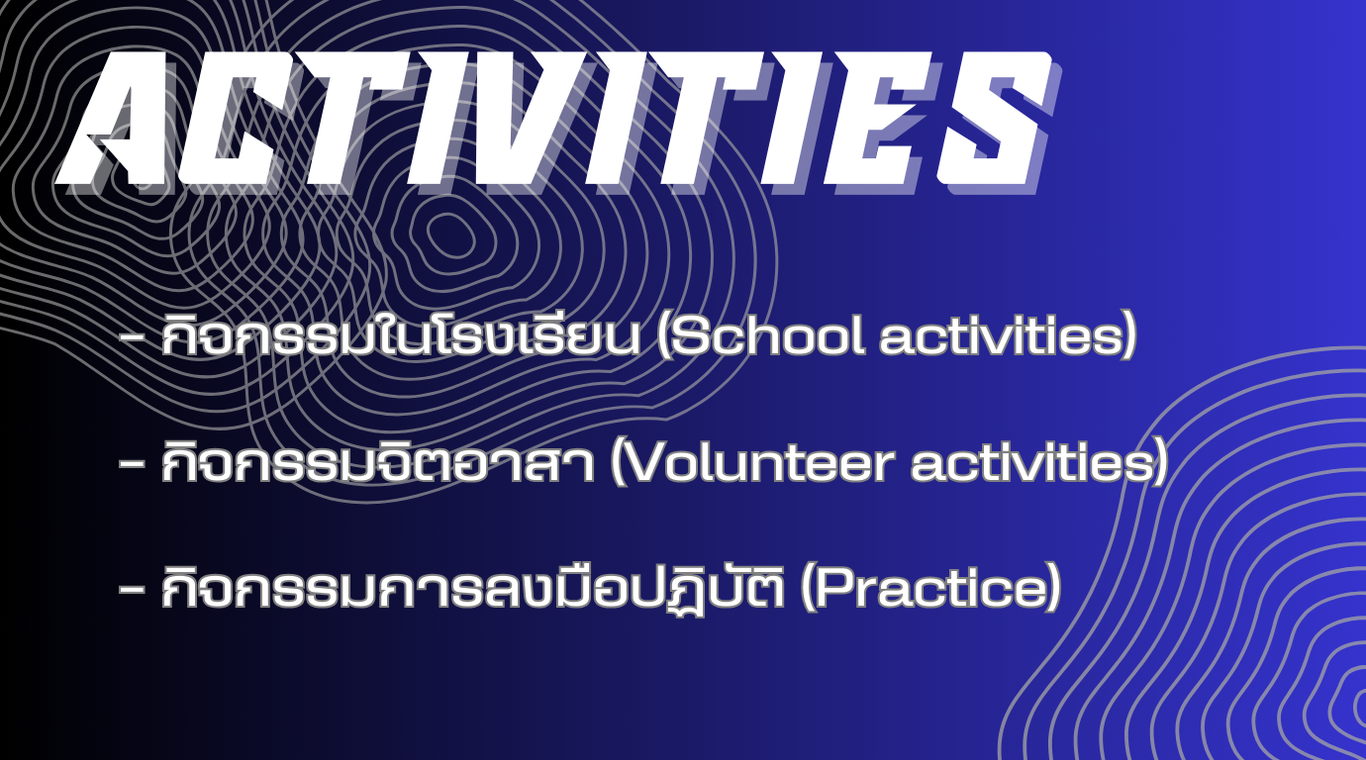 ACTIVITIES
- กิจกรรมในโรงเรียน (School activities)
- กิจกรรมจิตอาสา (Volunteer activities)
- กิจกรรมการลงมือปฏิบัติ (Practice)